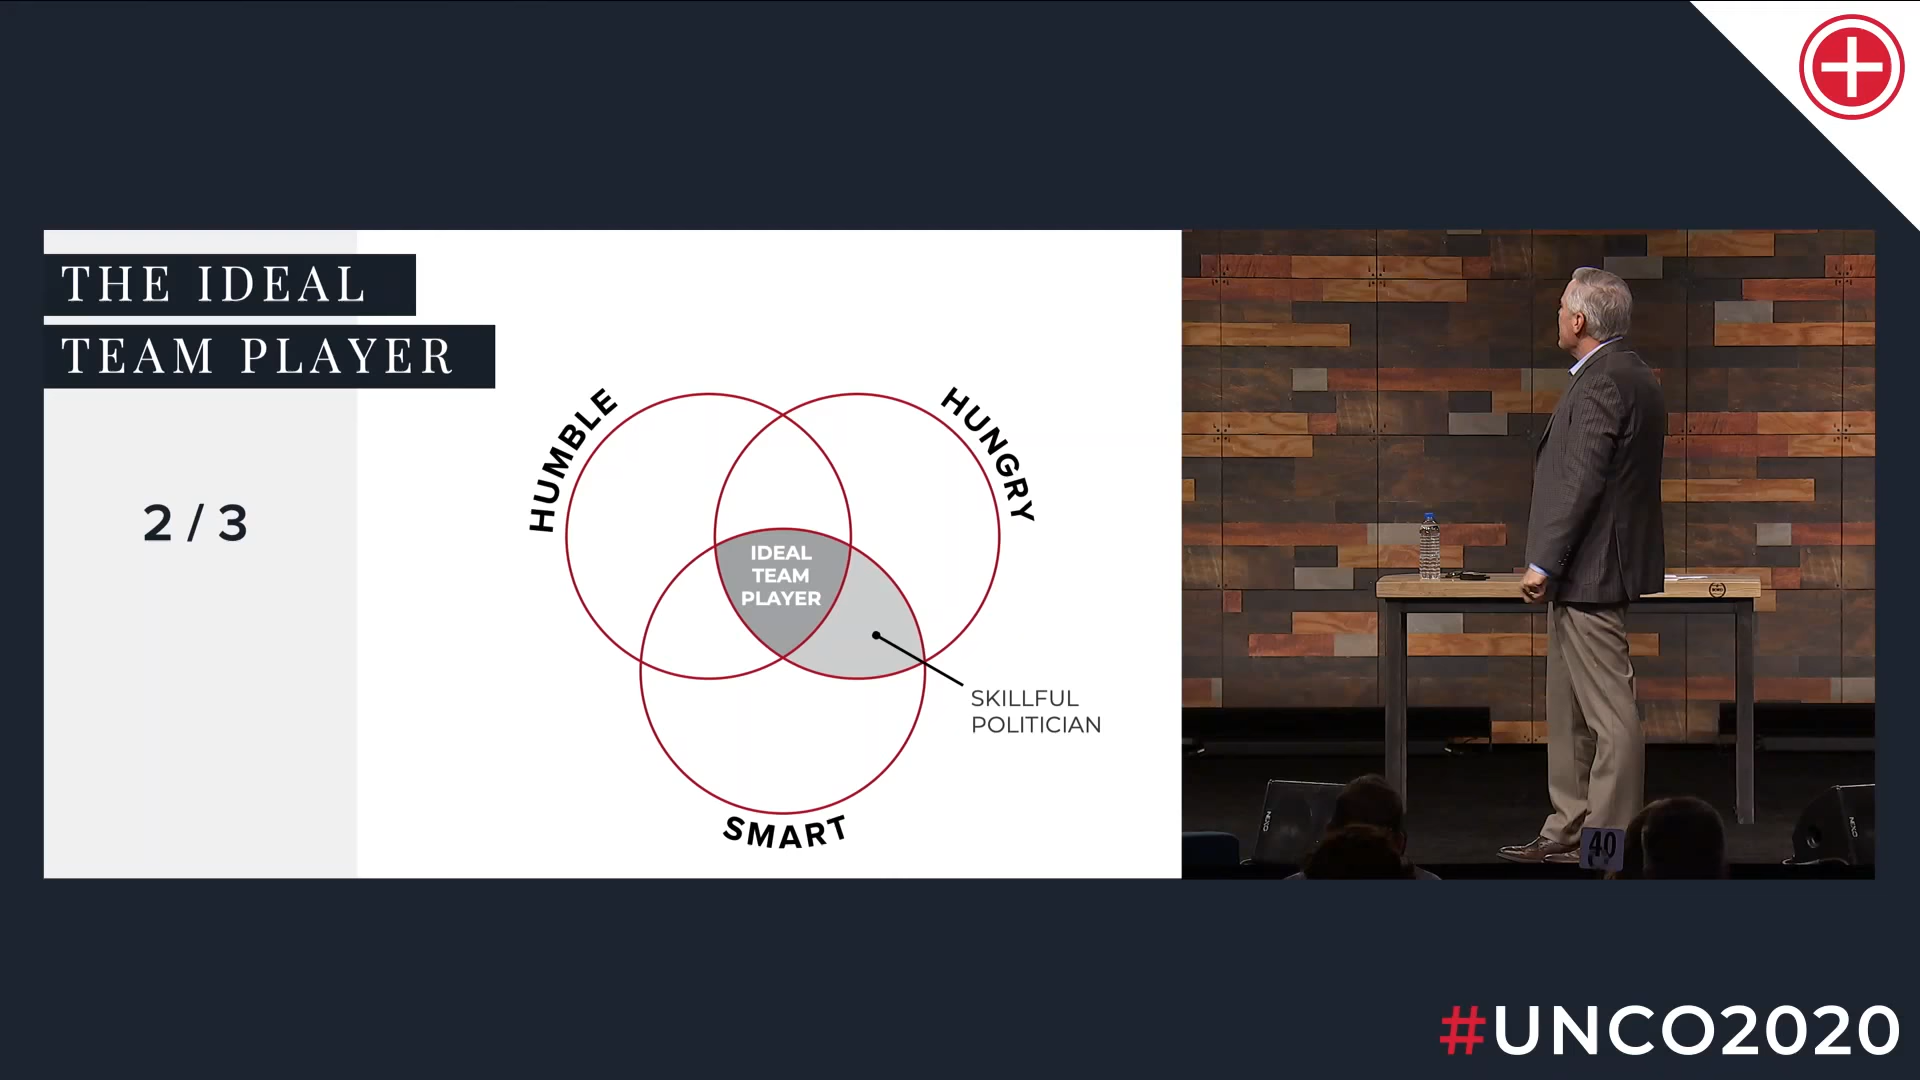 THE IDEAL
TEAM PLAYER
2 / 3
HUMBLE
HUNGRY
IDEAL
TEAM
PLAYER
SKILLFUL
POLITICIAN
SMART
40
#UNCO2020